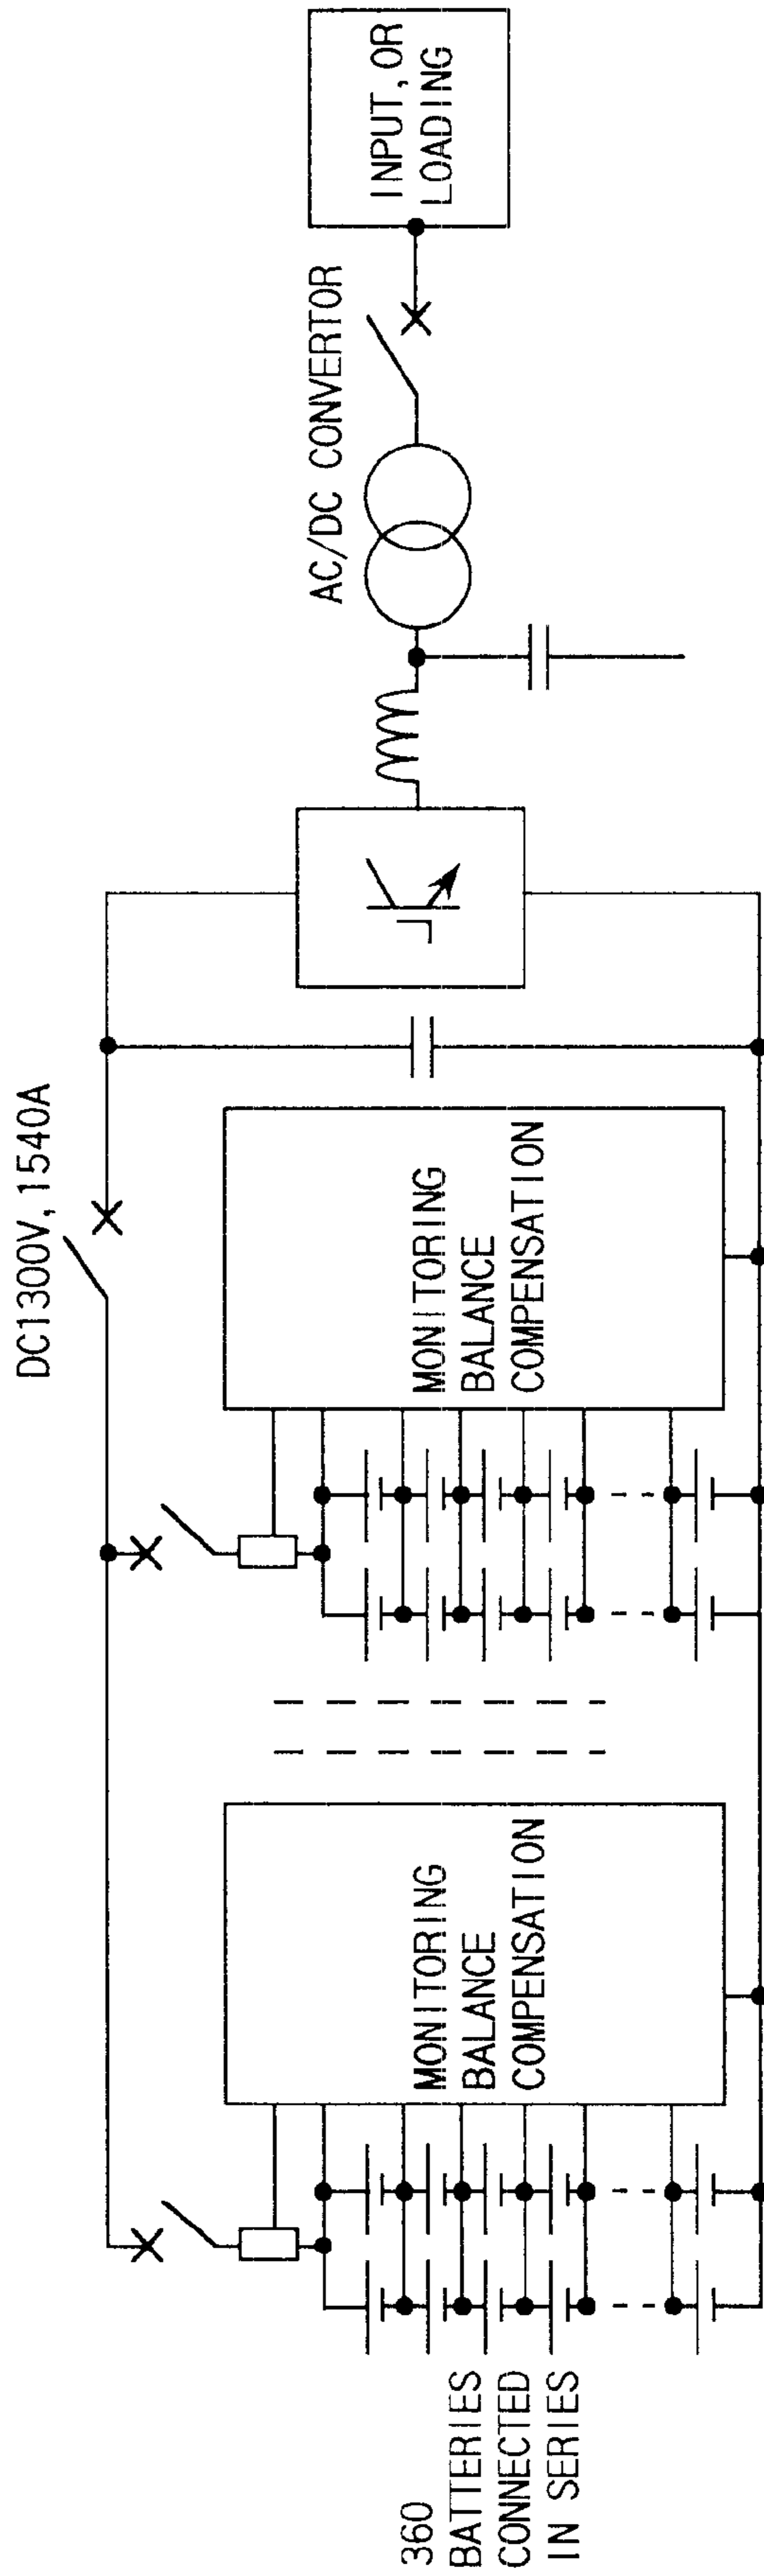 360
BATTERIES
CONNECTED
IN SERIES
MONITORING
BALANCE
COMPENSATION
MONITORING
BALANCE
COMPENSATION
DC1300V, 1540A
AC/DC CONVERTOR
INPUT, OR
LOADING